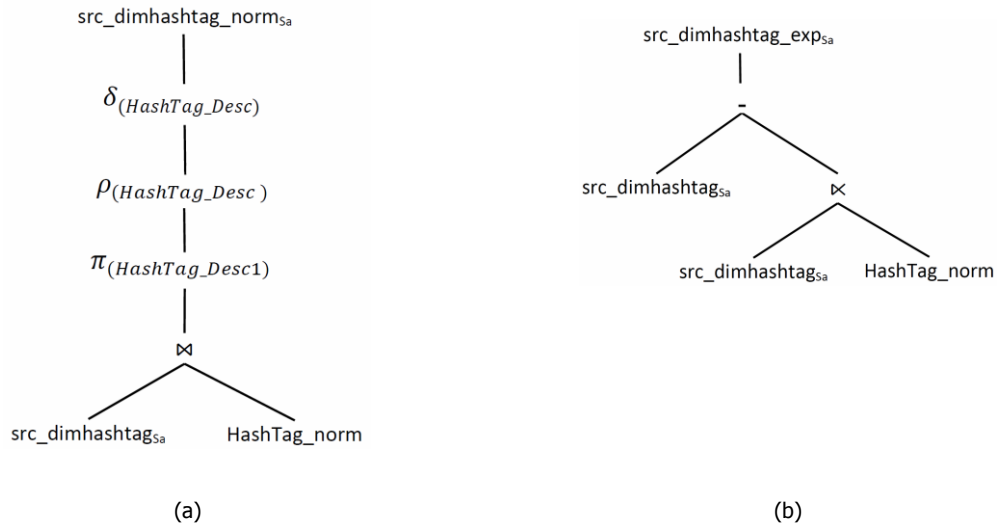 src_dimhashtag_normSa
δ(HashTag_Desc)
ρ(HashTag_Desc )
π(HashTag_Desc1)
⋈
src_dimhashtagSa HashTag_norm
(a)
src_dimhashtag_expSa
-
src_dimhashtagSa ⋉
src_dimhashtagSa HashTag_norm
(b)